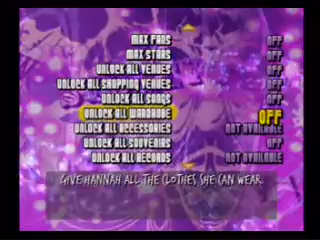 MAX FANS OFF
MAX STARS OFF
UNLOCK ALL VENUES OFF
UNLOCK ALL SHOPPING VENUES OFF
UNLOCK ALL SONGS OFF
UNLOCK ALL WARDROBE OFF
UNLOCK ALL ACCESSORIES NOT AVAILABLE
UNLOCK ALL SOUVENIRS OFF
UNLOCK ALL RECORDS NOT AVAILABLE
GIVE HANNAH ALL THE CLOTHES SHE CAN WEAR.